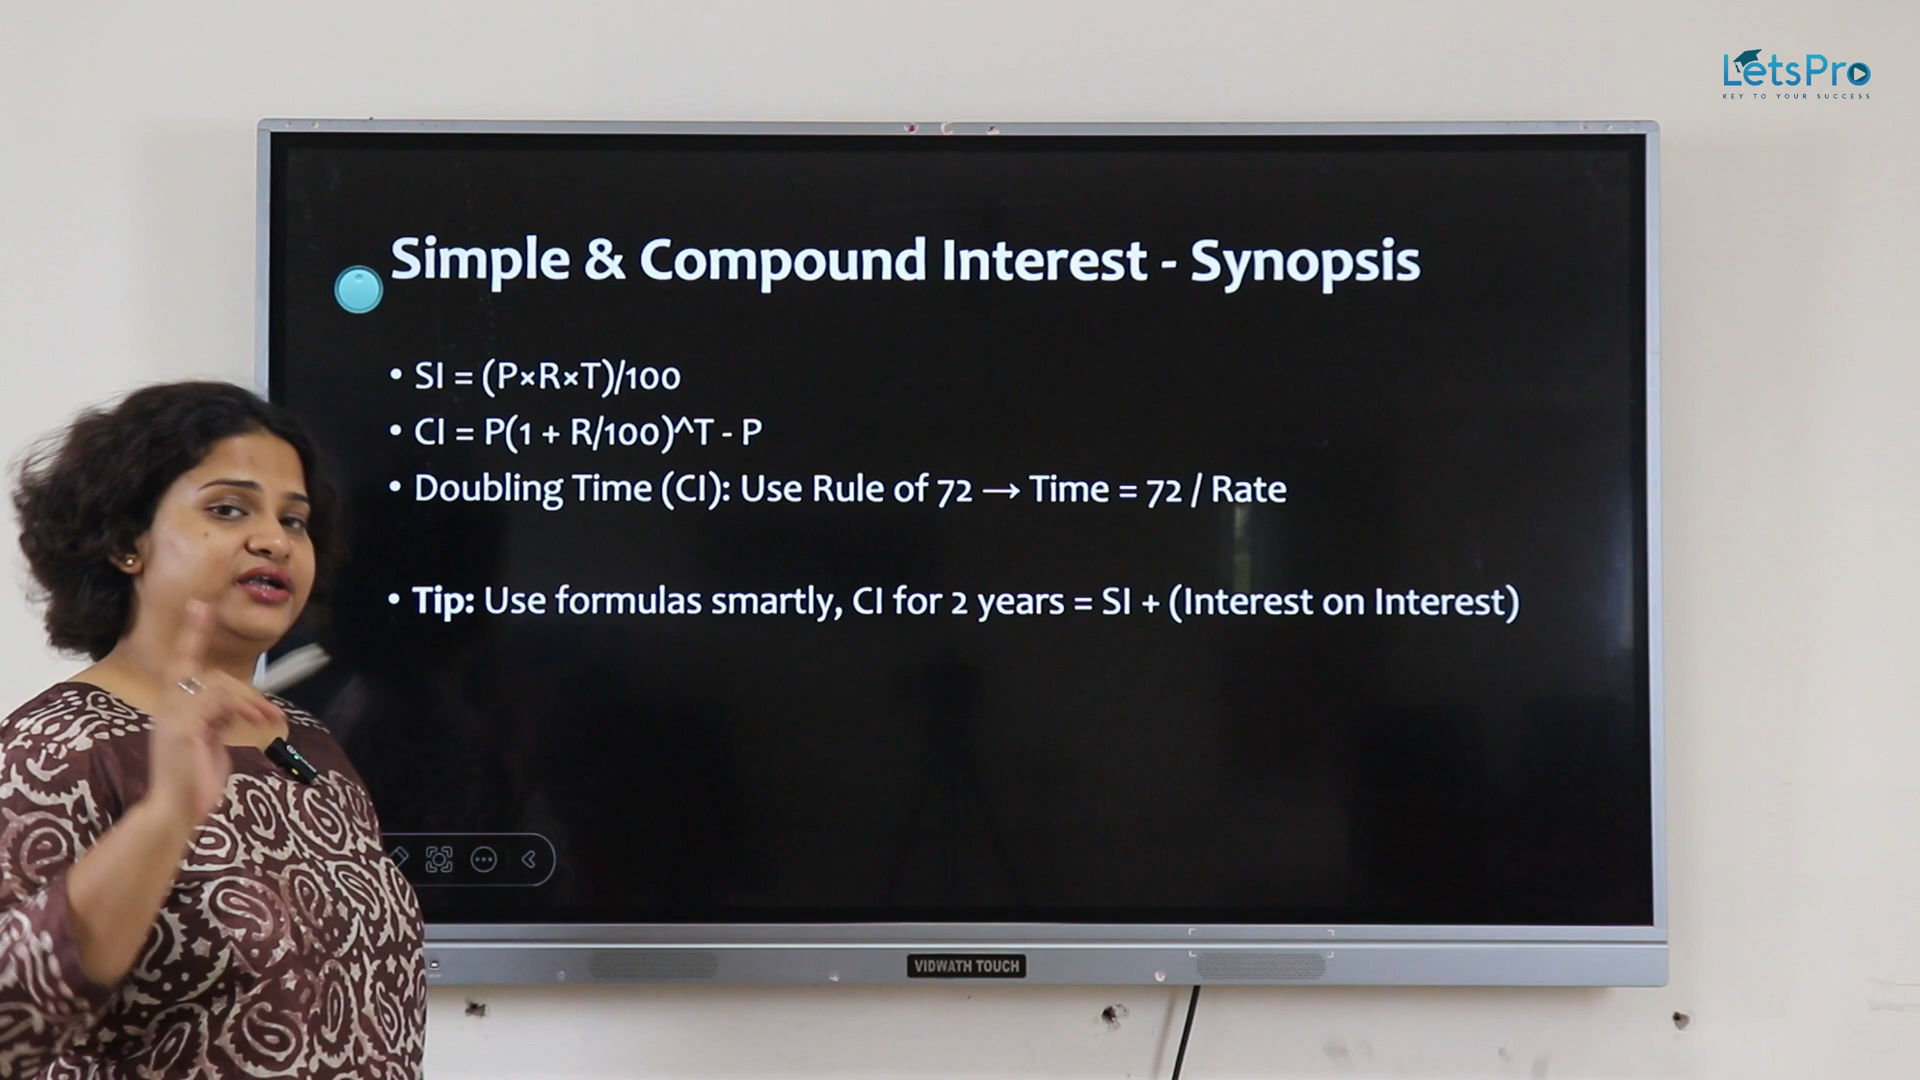 LetsPro
KEY TO YOUR SUCCESS
Simple & Compound Interest - Synopsis
• SI = (P×R×T)/100
• CI = P(1 + R/100)^T - P
• Doubling Time (CI): Use Rule of 72 → Time = 72 / Rate
• Tip: Use formulas smartly, CI for 2 years = SI + (Interest on Interest)
VIDWATH TOUCH